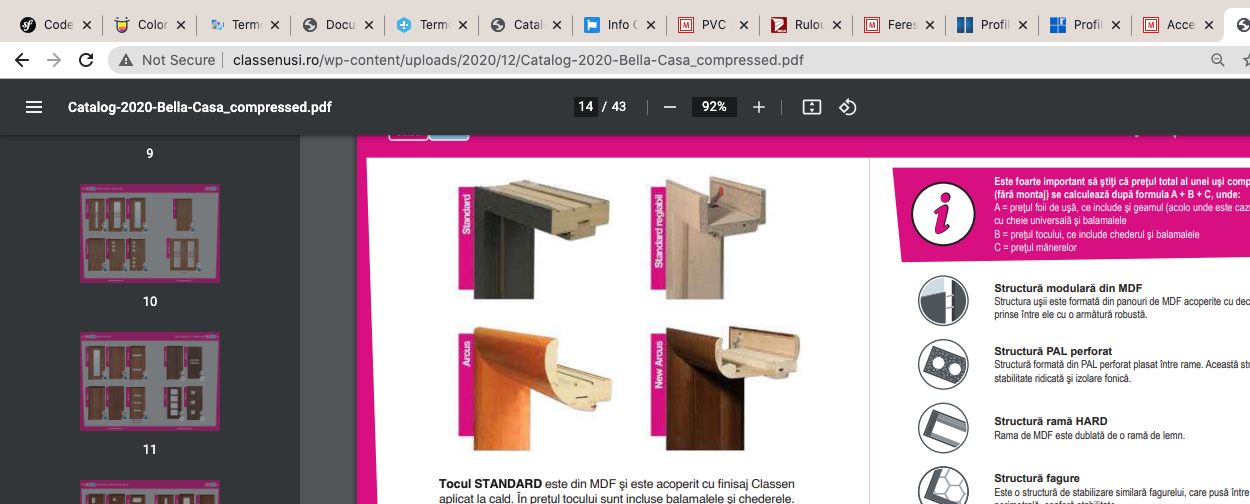 Code
Color
Terme
Docu
Terme
Catal
Info C
PVC
Rulou
Feres
Profil
Profil
Acce
Not Secure
classenusi.ro/wp-content/uploads/2020/12/Catalog-2020-Bella-Casa_compressed.pdf
Catalog-2020-Bella-Casa_compressed.pdf
14 / 43
92%
9
10
11
Standard
Standard reglabil
Arcus
New Arcus
Tocul STANDARD este din MDF şi este acoperit cu finisaj Classen
aplicat la cald. În preţul tocului sunt incluse balamalele şi chederele.
Este foarte important să ştiţi că preţul total al unei uşi comp
(fără montaj) se calculează după formula A + B + C, unde:
A = preţul foii de uşă, ce include şi geamul (acolo unde este caz
cu cheie universală şi balamalele
B = preţul tocului, ce include chederul şi balamalele
C = preţul mânerelor
Structură modulară din MDF
Structura uşii este formată din panouri de MDF acoperite cu dec
prinse între ele cu o armătură robustă.
Structură PAL perforat
Structură formată din PAL perforat plasat între rame. Această str
stabilitate ridicată şi izolare fonică.
Structură ramă HARD
Rama de MDF este dublată de o ramă de lemn.
Structură fagure
Este o structură de stabilizare similară fagurelui, care pusă între